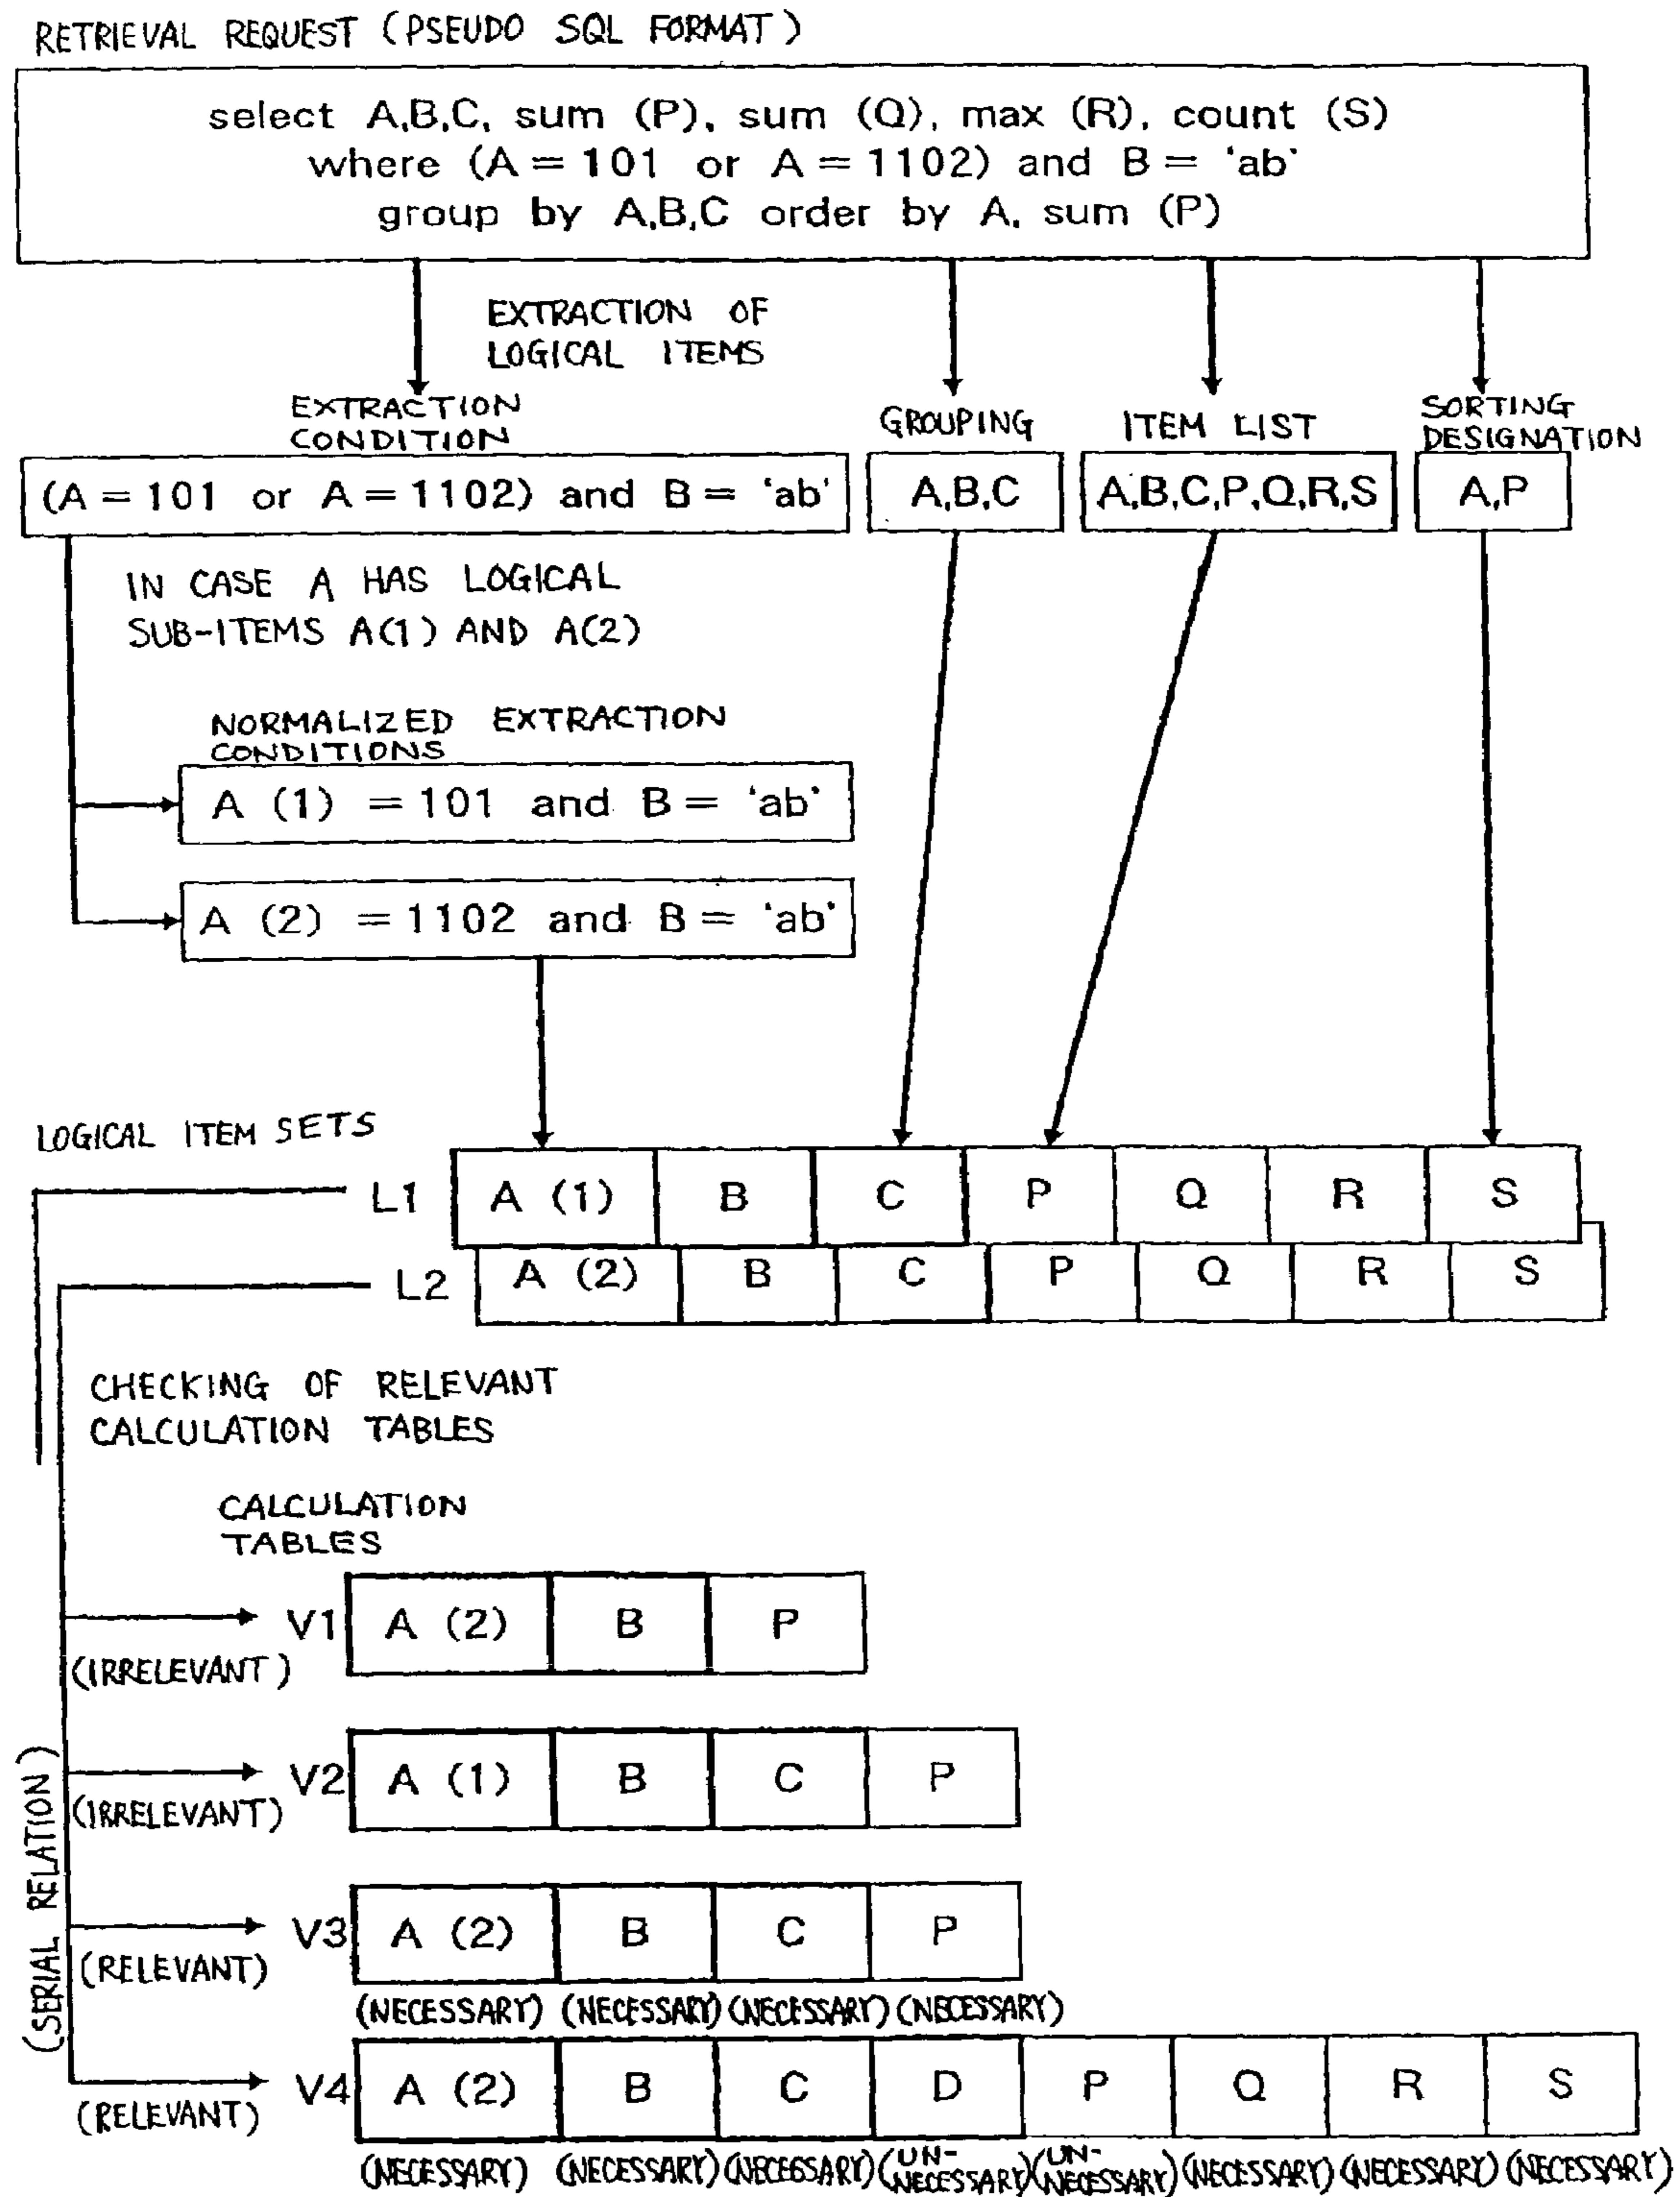 RETRIEVAL REQUEST (PSEUDO SQL FORMAT)
select A,B,C, sum (P), sum (Q), max (R), count (S)
where (A = 101 or A = 1102) and B = 'ab'
group by A,B,C order by A, sum (P)
EXTRACTION OF
LOGICAL ITEMS
EXTRACTION
CONDITION
GROUPING
ITEM LIST
SORTING
DESIGNATION
(A = 101 or A = 1102) and B = 'ab'
A,B,C
A,B,C,P,Q,R,S
A,P
IN CASE A HAS LOGICAL
SUB-ITEMS A(1) AND A(2)
NORMALIZED EXTRACTION
CONDITIONS
A (1) = 101 and B = 'ab'
A (2) = 1102 and B = 'ab'
LOGICAL ITEM SETS
L1 A (1) B C P Q R S
L2 A (2) B C P Q R S
CHECKING OF RELEVANT
CALCULATION TABLES
CALCULATION
TABLES
V1 A (2) B P
(IRRELEVANT)
V2 A (1) B C P
(IRRELEVANT)
(SERIAL RELATION)
V3 A (2) B C P
(RELEVANT)
(NECESSARY) (NECESSARY) (NECESSARY) (NECESSARY)
V4 A (2) B C D P Q R S
(RELEVANT)
(NECESSARY) (NECESSARY) (NECESSARY) (UN-NECESSARY) (UN-NECESSARY) (NECESSARY) (NECESSARY) (NECESSARY)